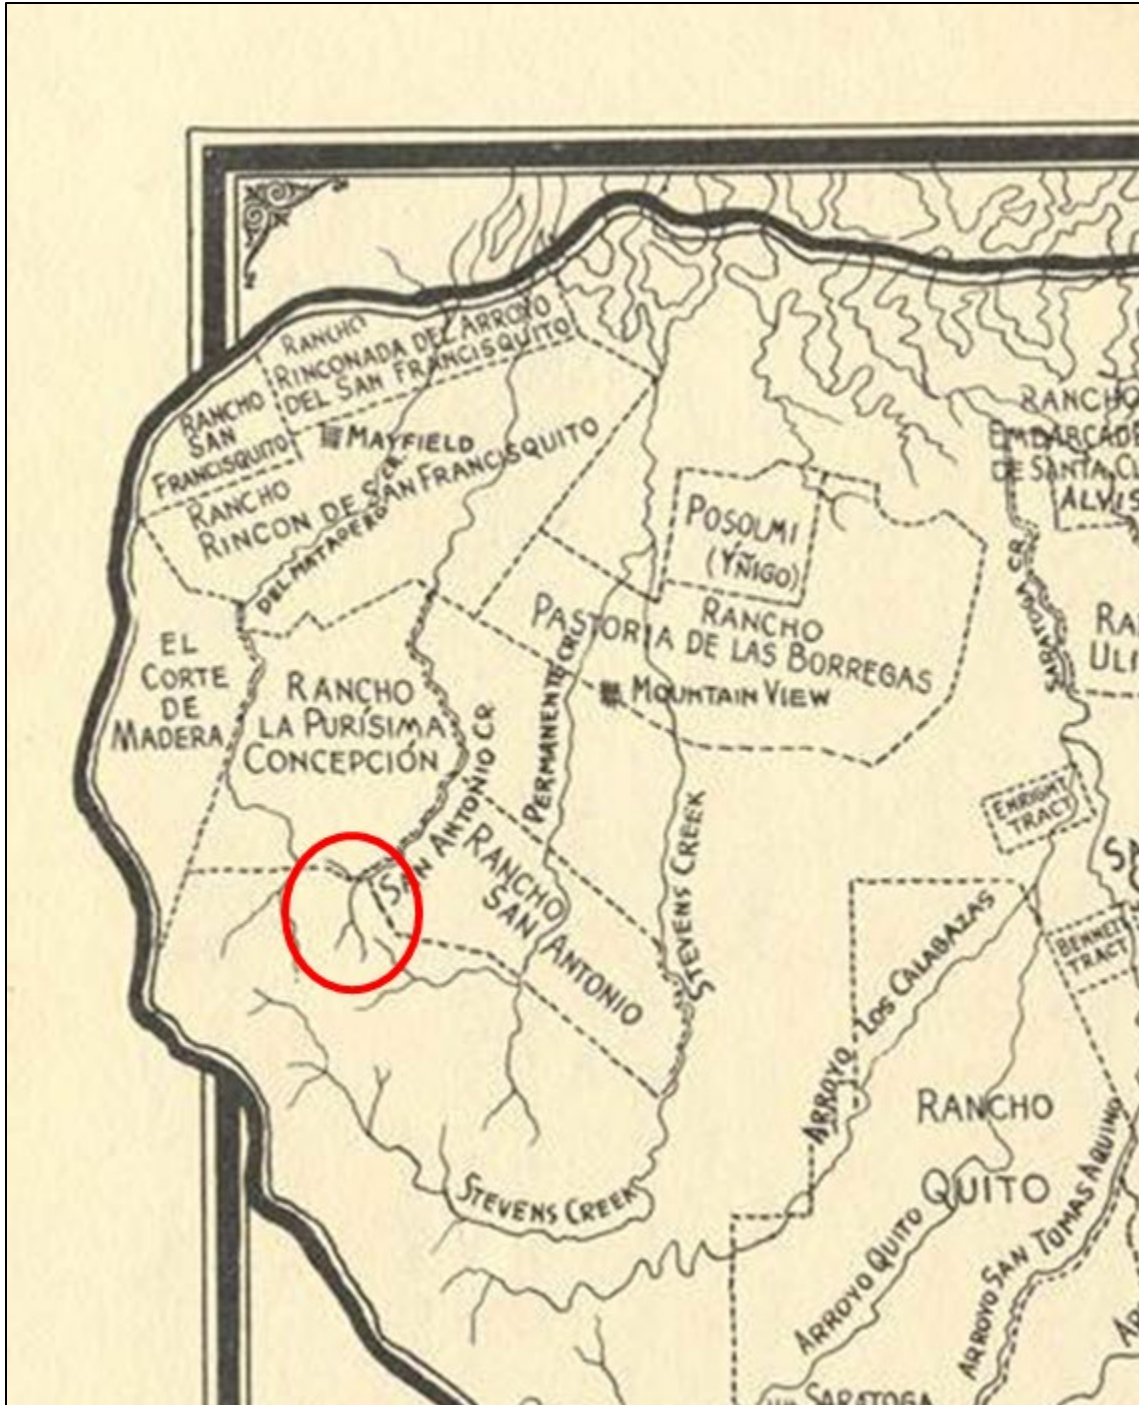 RANCHO
RINCONADA DEL ARROYO
DEL SAN FRANCISQUITO
RANCHO
SAN
FRANCISQUITO
MAYFIELD
RANCHO
RINCON DE SAN FRANCISQUITO
DEL MATADERO CR.
EL
CORTE
DE
MADERA
RANCHO
LA PURÍSIMA
CONCEPCIÓN
SAN ANTONIO CR
PERMANENTE CR.
RANCHO
SAN ANTONIO
STEVENS CREEK
STEVENS CREEK
POSOLMI
(YÑIGO)
RANCHO
PASTORIA DE LAS BORREGAS
MOUNTAIN VIEW
RANCHO
EMBARCADE
DE SANTA CL
ALVIS
SARATOGA CR.
RA
ULI
ENRIGHT
TRACT
BENNETT
TRACT
ARROYO LOS CALABAZAS
RANCHO
QUITO
ARROYO QUITO
ARROYO SAN TOMAS AQUINO
SARATOGA